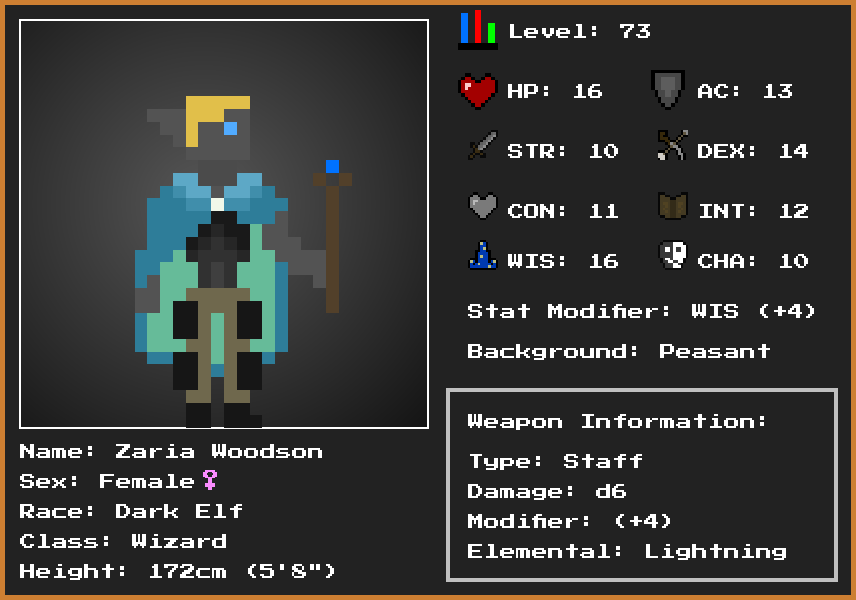 Level: 73
HP: 16
AC: 13
STR: 10
DEX: 14
CON: 11
INT: 12
WIS: 16
CHA: 10
Stat Modifier: WIS (+4)
Background: Peasant
Weapon Information:
Type: Staff
Damage: d6
Modifier: (+4)
Elemental: Lightning
Name: Zaria Woodson
Sex: Female♀
Race: Dark Elf
Class: Wizard
Height: 172cm (5'8")